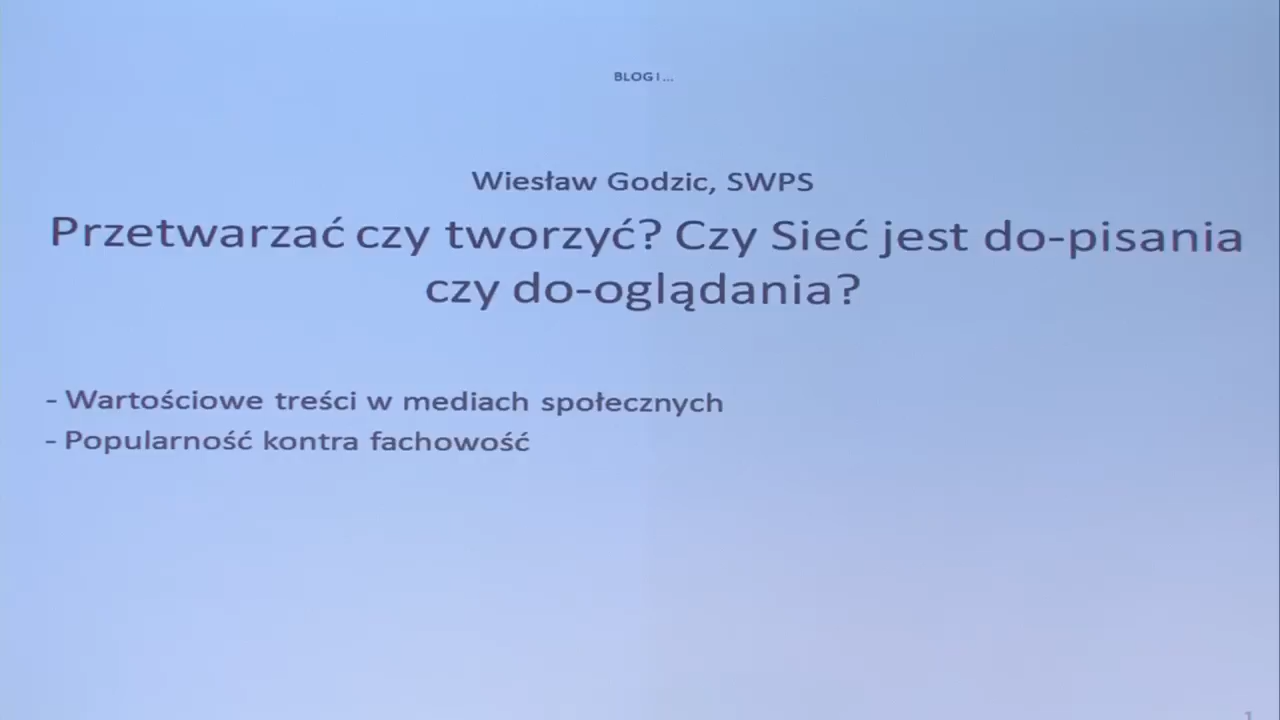 BLOG I ...
Wiesław Godzic, SWPS
Przetwarzać czy tworzyć? Czy Sieć jest do-pisania
czy do-oglądania?
- Wartościowe treści w mediach społecznych
- Popularność kontra fachowość
1